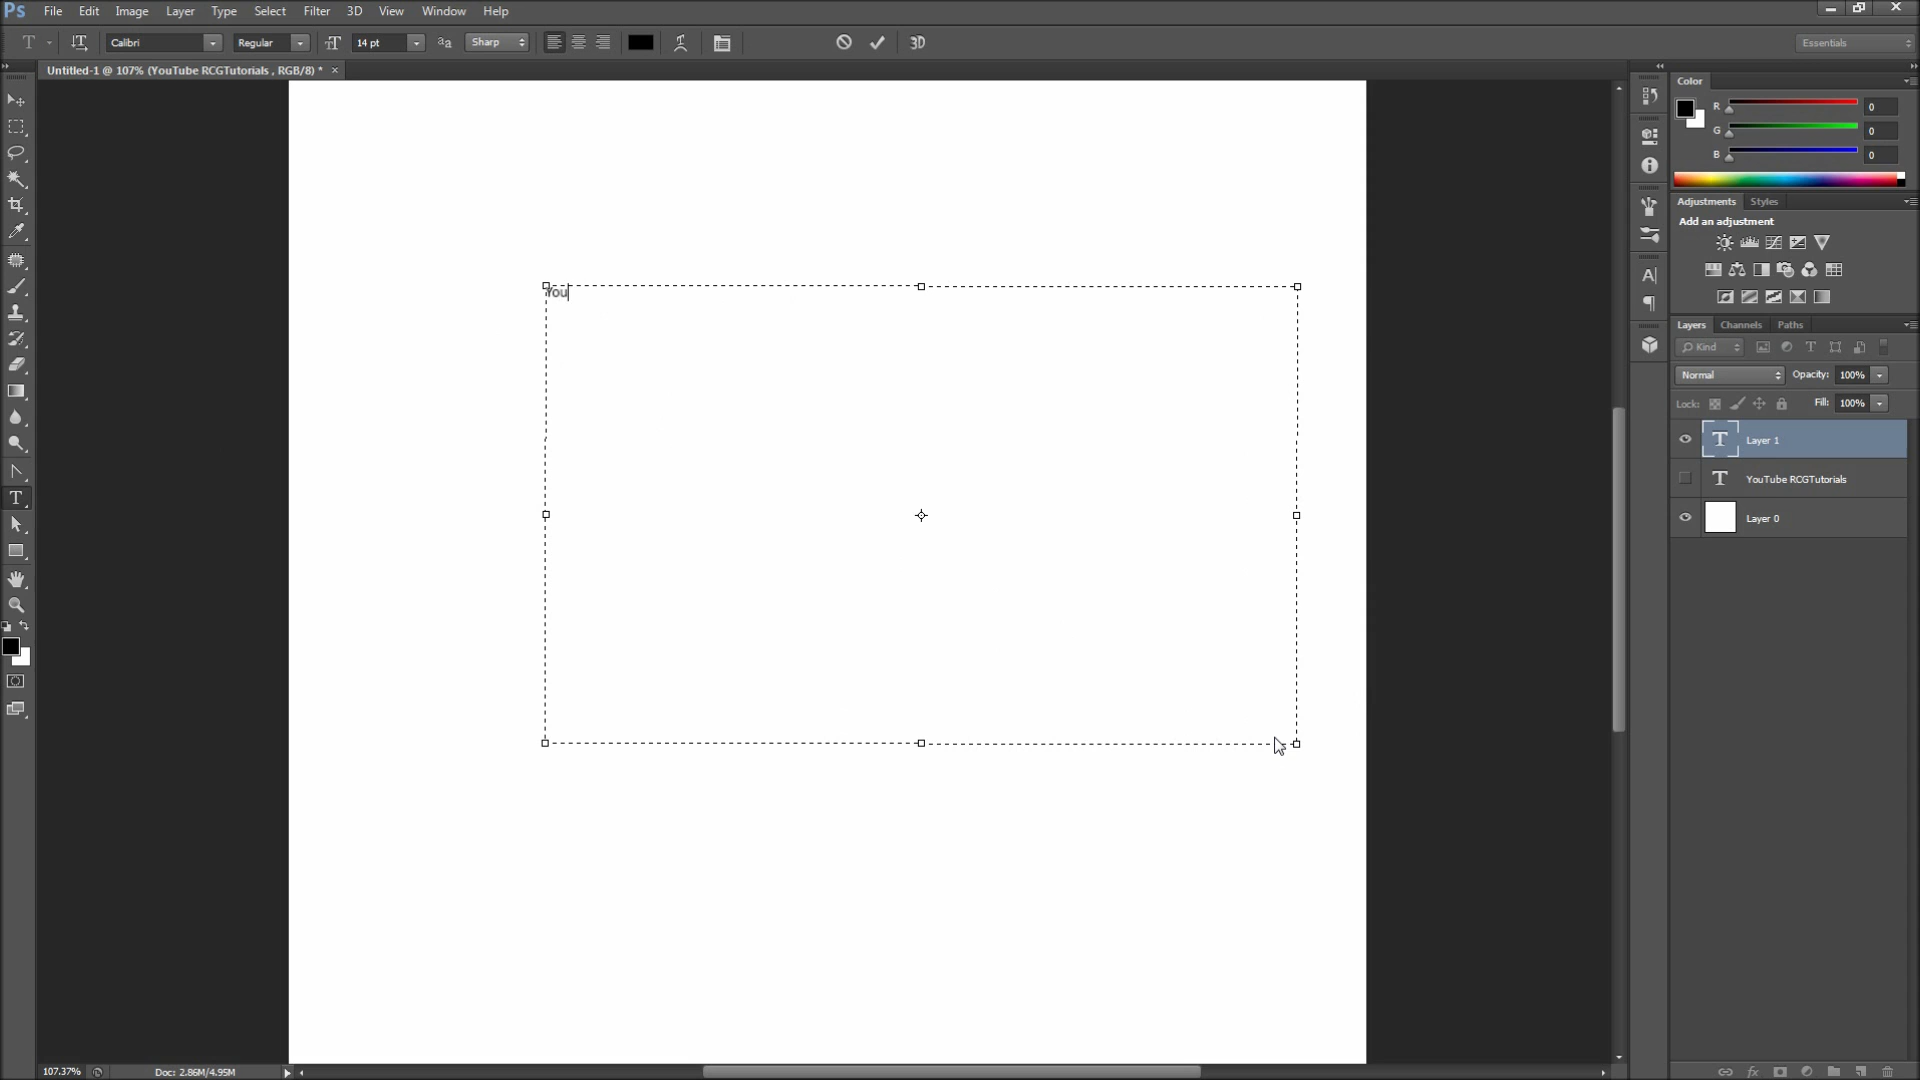 Ps File Edit Image Layer Type Select Filter 3D View Window Help
T Calibri Regular 14 pt Sharp 3D Essentials
Untitled-1 @ 107% (YouTube RCGTutorials , RGB/8) * ×
Color
R 0
G 0
B 0
Adjustments Styles
Add an adjustment
You
Layers Channels Paths
Kind
Normal Opacity: 100%
Lock: Fill: 100%
T Layer 1
T YouTube RCGTutorials
Layer 0
107.37% Doc: 2.86M/4.95M